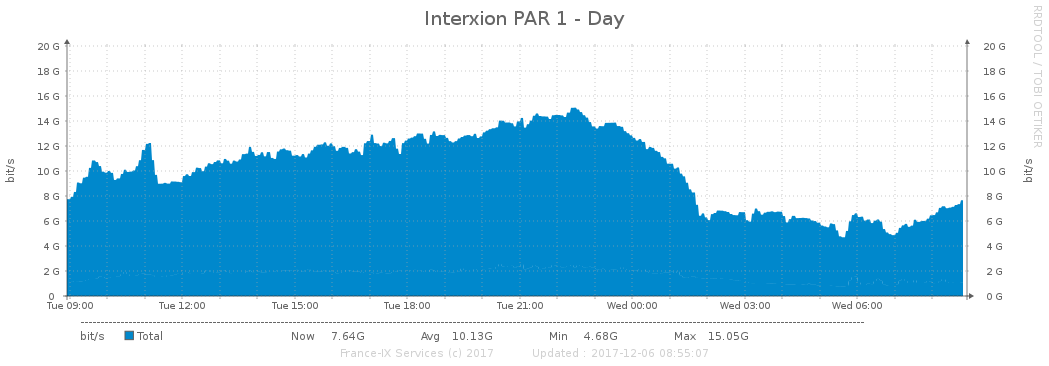 Interxion PAR 1 - Day
RRDTOOL / TOBI OETIKER
bit/s
bit/s
20 G 20 G
18 G 18 G
16 G 16 G
14 G 14 G
12 G 12 G
10 G 10 G
8 G 8 G
6 G 6 G
4 G 4 G
2 G 2 G
0 0 G
Tue 09:00 Tue 12:00 Tue 15:00 Tue 18:00 Tue 21:00 Wed 00:00 Wed 03:00 Wed 06:00
bit/s Total Now 7.64G Avg 10.13G Min 4.68G Max 15.05G
France-IX Services (c) 2017 Updated : 2017-12-06 08:55:07